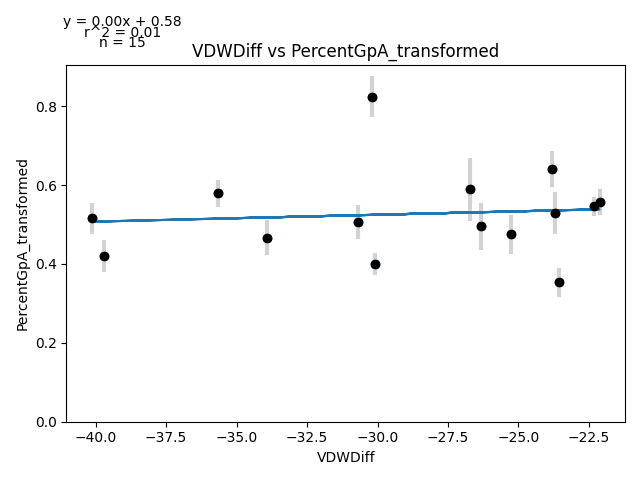 y = 0.00x + 0.58
r^2 = 0.01
n = 15
VDWDiff vs PercentGpA_transformed
PercentGpA_transformed
0.8
0.6
0.4
0.2
0.0
−40.0 −37.5 −35.0 −32.5 −30.0 −27.5 −25.0 −22.5
VDWDiff